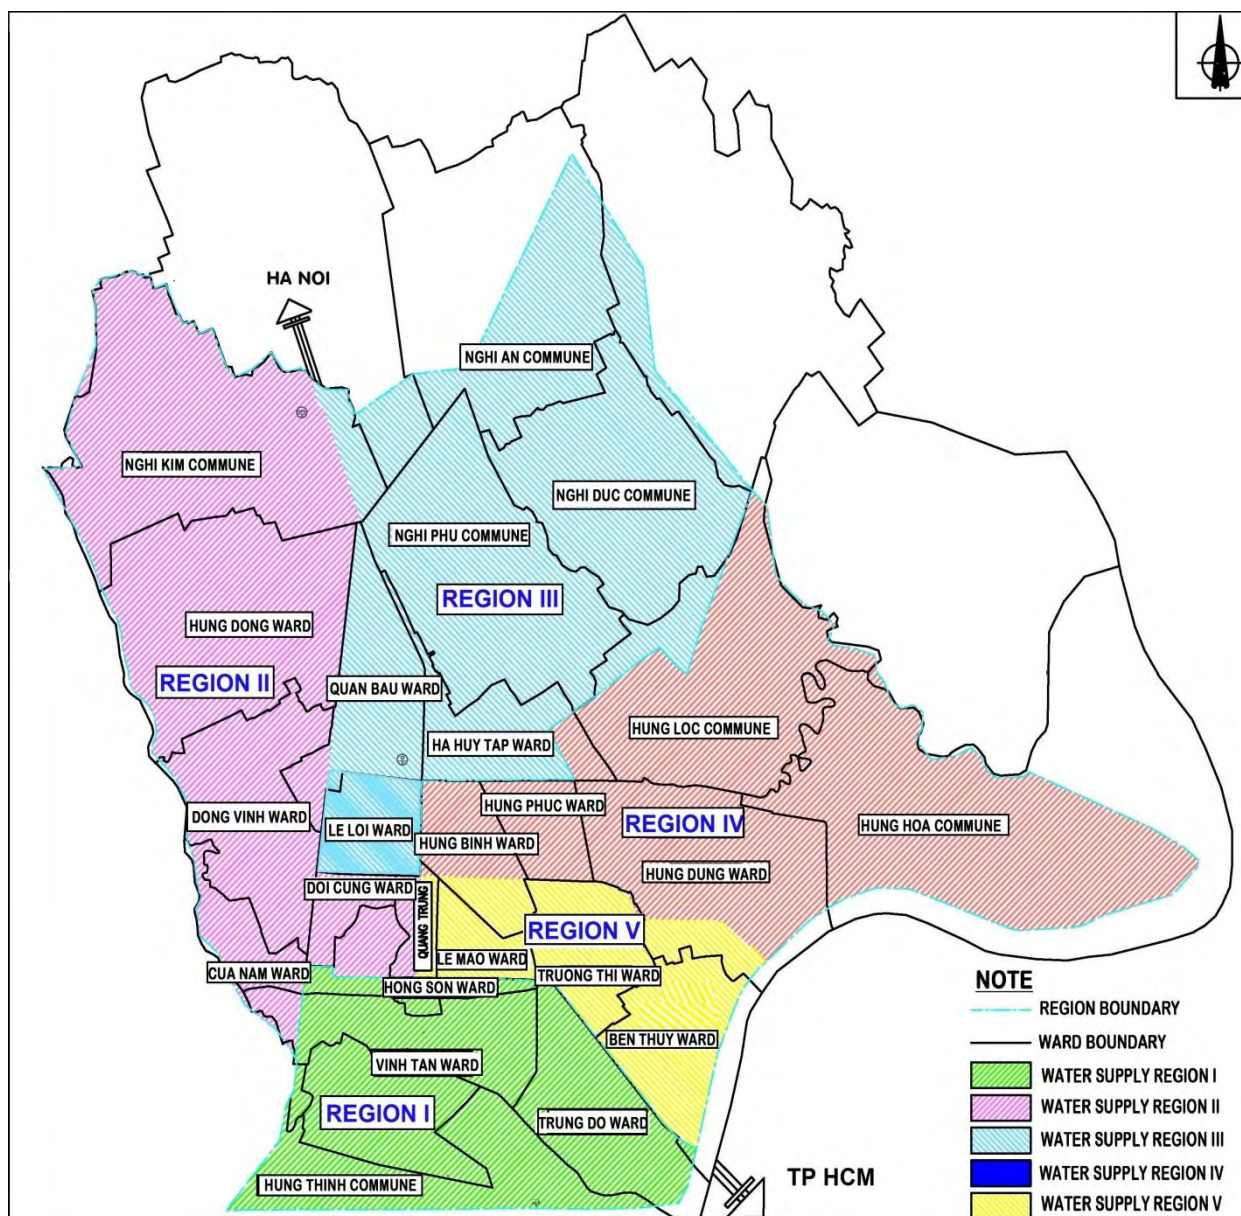 HA NOI
NGHI AN COMMUNE
NGHI KIM COMMUNE
NGHI DUC COMMUNE
NGHI PHU COMMUNE
REGION III
HUNG DONG WARD
REGION II
QUAN BAU WARD
HUNG LOC COMMUNE
HA HUY TAP WARD
HUNG PHUC WARD
DONG VINH WARD
LE LOI WARD
REGION IV
HUNG HOA COMMUNE
HUNG BINH WARD
HUNG DUNG WARD
DOI CUNG WARD
QUANG TRUNG
REGION V
LE MAO WARD
CUA NAM WARD
TRUONG THI WARD
HONG SON WARD
BEN THUY WARD
VINH TAN WARD
REGION I
TRUNG DO WARD
HUNG THINH COMMUNE
TP HCM
NOTE
REGION BOUNDARY
WARD BOUNDARY
WATER SUPPLY REGION I
WATER SUPPLY REGION II
WATER SUPPLY REGION III
WATER SUPPLY REGION IV
WATER SUPPLY REGION V